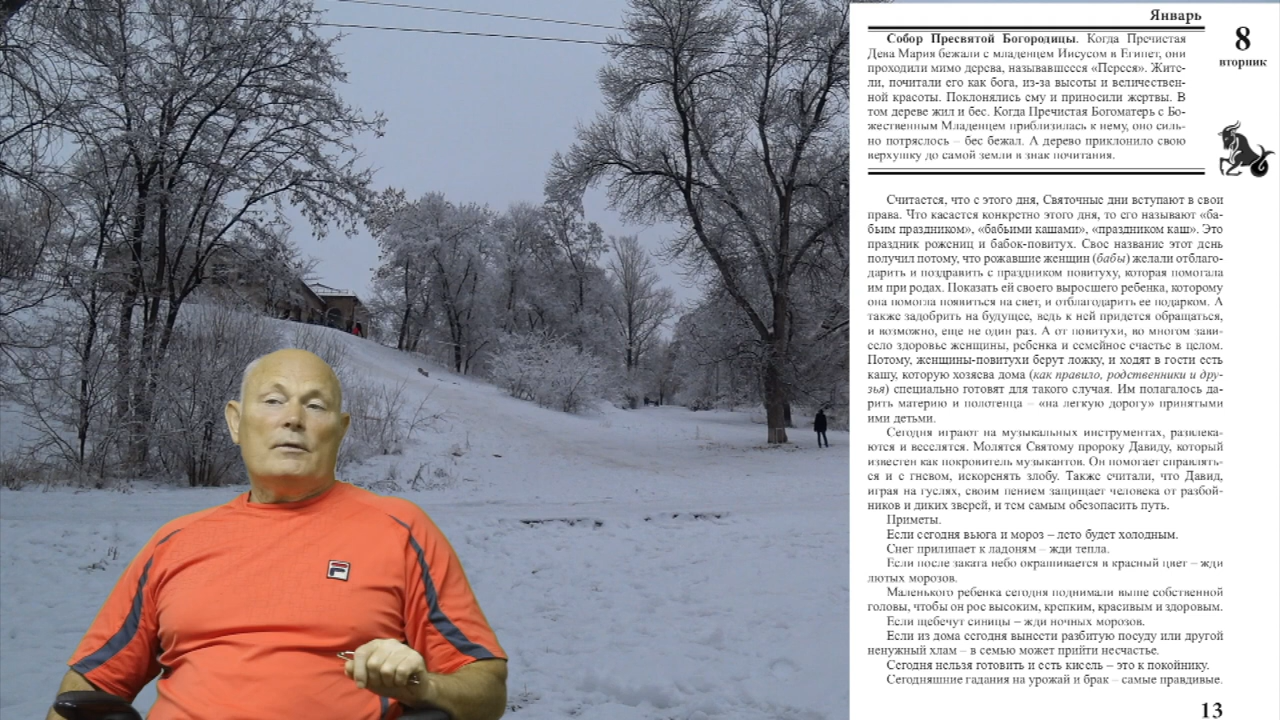 Январь
8
вторник
Собор Пресвятой Богородицы. Когда Пречистая
Дева Мария бежали с младенцем Иисусом в Египет, они
проходили мимо дерева, называвшееся «Персея». Жите-
ли, почитали его как бога, из-за высоты и величествен-
ной красоты. Поклонялись ему и приносили жертвы. В
том дереве жил и бес. Когда Пречистая Богоматерь с Бо-
жественным Младенцем приблизилась к нему, оно силь-
но потряслось – бес бежал. А дерево приклонило свою
верхушку до самой земли в знак почитания.
Считается, что с этого дня, Святочные дни вступают в свои
права. Что касается конкретно этого дня, то его называют «ба-
бьим праздником», «бабьими кашами», «праздником каш». Это
праздник рожениц и бабок-повитух. Свое название этот день
получил потому, что рожавшие женщин (бабы) желали отблаго-
дарить и поздравить с праздником повитуху, которая помогала
им при родах. Показать ей своего выросшего ребенка, которому
она помогла появиться на свет, и отблагодарить ее подарком. А
также задобрить на будущее, ведь к ней придется обращаться,
и возможно, еще не один раз. А от повитухи, во многом зави-
село здоровье женщины, ребенка и семейное счастье в целом.
Потому, женщины-повитухи берут ложку, и ходят в гости есть
кашу, которую хозяева дома (как правило, родственники и дру-
зья) специально готовят для такого случая. Им полагалось да-
рить материю и полотенца – «на легкую дорогу» принятыми
ими детьми.
Сегодня играют на музыкальных инструментах, развлека-
ются и веселятся. Молятся Святому пророку Давиду, который
известен как покровитель музыкантов. Он помогает справлять-
ся и с гневом, искоренять злобу. Также считали, что Давид,
играя на гуслях, своим пением защищает человека от разбой-
ников и диких зверей, и тем самым обезопасить путь.
Приметы.
Если сегодня вьюга и мороз – лето будет холодным.
Снег прилипает к ладоням – жди тепла.
Если после заката небо окрашивается в красный цвет – жди
лютых морозов.
Маленького ребенка сегодня поднимали выше собственной
головы, чтобы он рос высоким, крепким, красивым и здоровым.
Если щебечут синицы – жди ночных морозов.
Если из дома сегодня вынести разбитую посуду или другой
ненужный хлам – в семью может прийти несчастье.
Сегодня нельзя готовить и есть кисель – это к покойнику.
Сегодняшние гадания на урожай и брак – самые правдивые.
13